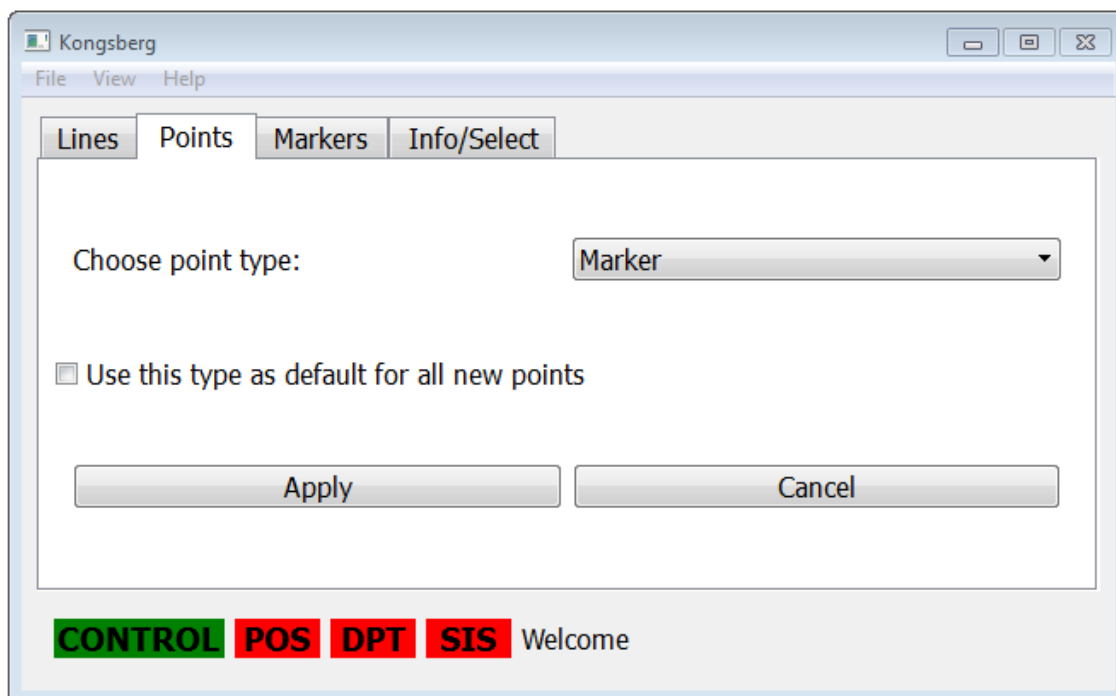 Kongsberg
File View Help
Lines Points Markers Info/Select
Choose point type: Marker
Use this type as default for all new points
Apply Cancel
CONTROL POS DPT SIS Welcome